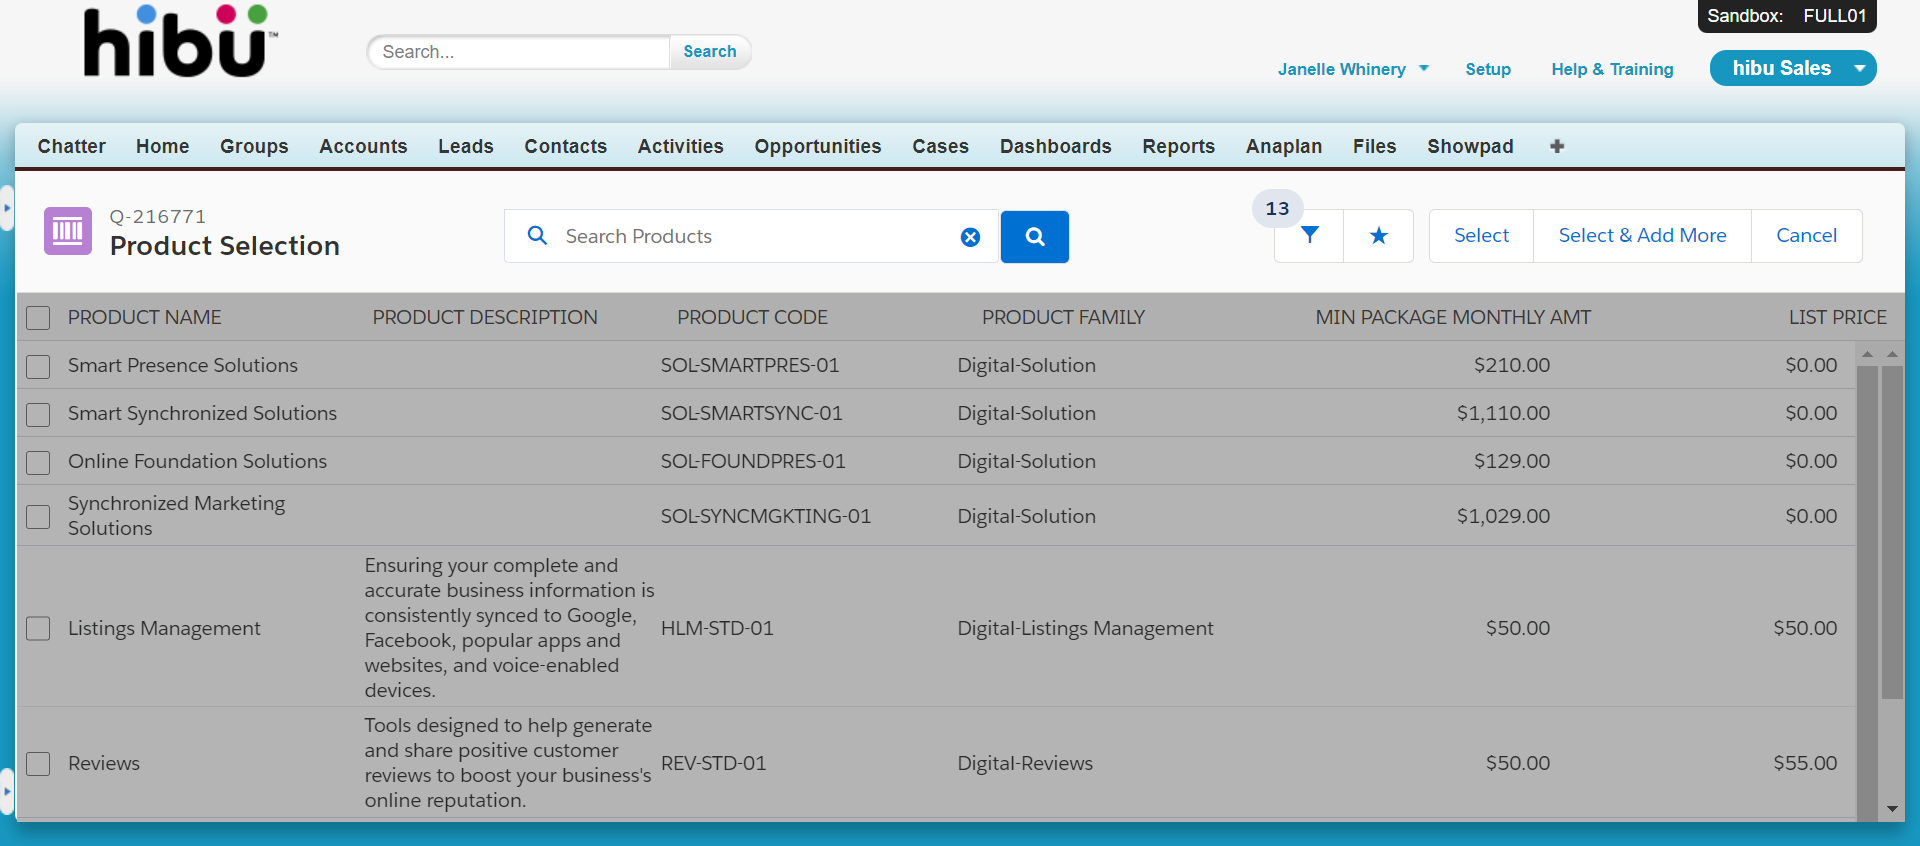 hibü™
Search...
Search
Sandbox: FULL01
Janelle Whinery
Setup
Help & Training
hibu Sales
Chatter Home Groups Accounts Leads Contacts Activities Opportunities Cases Dashboards Reports Anaplan Files Showpad
Q-216771
Product Selection
Search Products
13
Select
Select & Add More
Cancel
PRODUCT NAME PRODUCT DESCRIPTION PRODUCT CODE PRODUCT FAMILY MIN PACKAGE MONTHLY AMT LIST PRICE
Smart Presence Solutions SOL-SMARTPRES-01 Digital-Solution $210.00 $0.00
Smart Synchronized Solutions SOL-SMARTSYNC-01 Digital-Solution $1,110.00 $0.00
Online Foundation Solutions SOL-FOUNDPRES-01 Digital-Solution $129.00 $0.00
Synchronized Marketing
Solutions
SOL-SYNCMGKTING-01 Digital-Solution $1,029.00 $0.00
Listings Management
Ensuring your complete and
accurate business information is
consistently synced to Google,
Facebook, popular apps and
websites, and voice-enabled
devices.
HLM-STD-01 Digital-Listings Management $50.00 $50.00
Reviews
Tools designed to help generate
and share positive customer
reviews to boost your business's
online reputation.
REV-STD-01 Digital-Reviews $50.00 $55.00